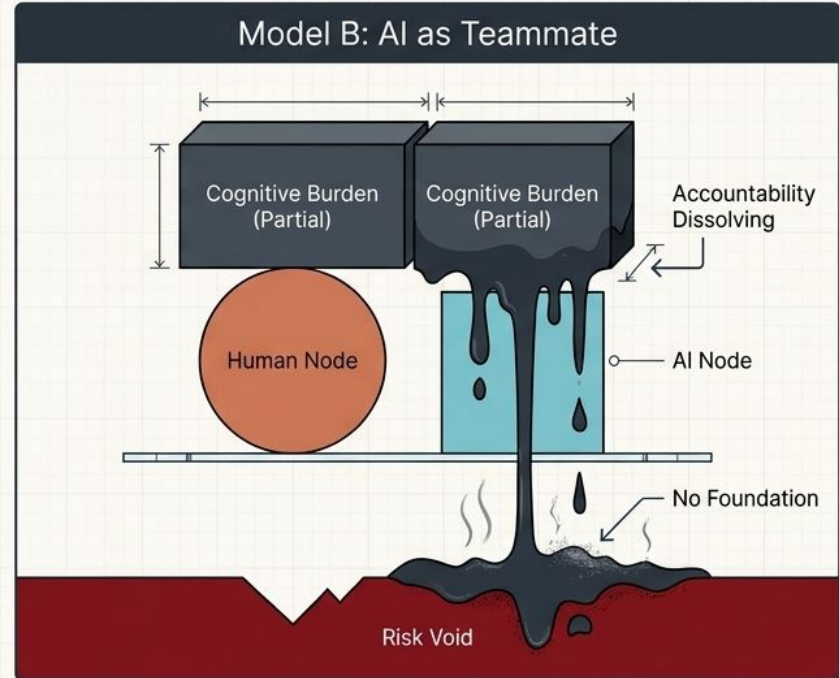 Model B: AI as Teammate
Cognitive Burden
(Partial)
Cognitive Burden
(Partial)
Accountability
Dissolving
Human Node
AI Node
No Foundation
Risk Void